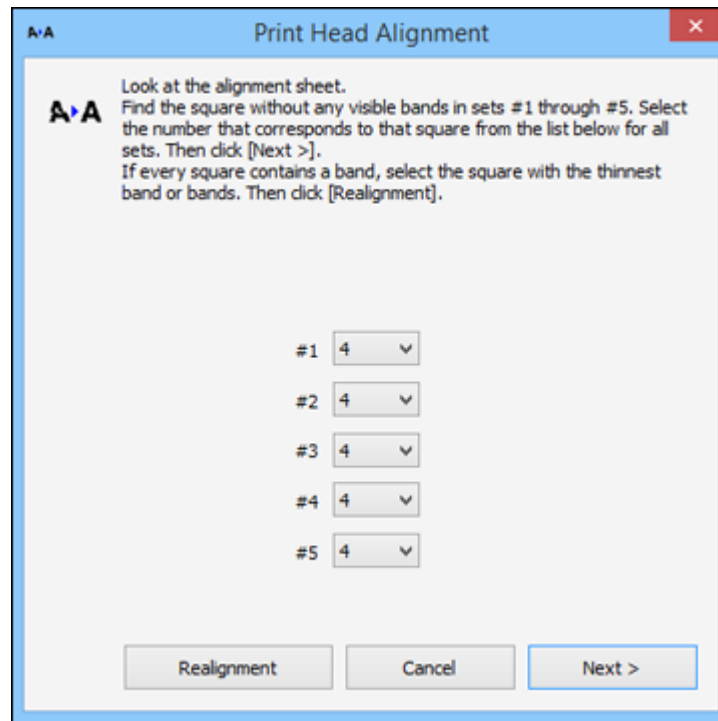 A▸A Print Head Alignment
A▸A
Look at the alignment sheet.
Find the square without any visible bands in sets #1 through #5. Select
the number that corresponds to that square from the list below for all
sets. Then click [Next >].
If every square contains a band, select the square with the thinnest
band or bands. Then click [Realignment].
#1 4
#2 4
#3 4
#4 4
#5 4
Realignment Cancel Next >